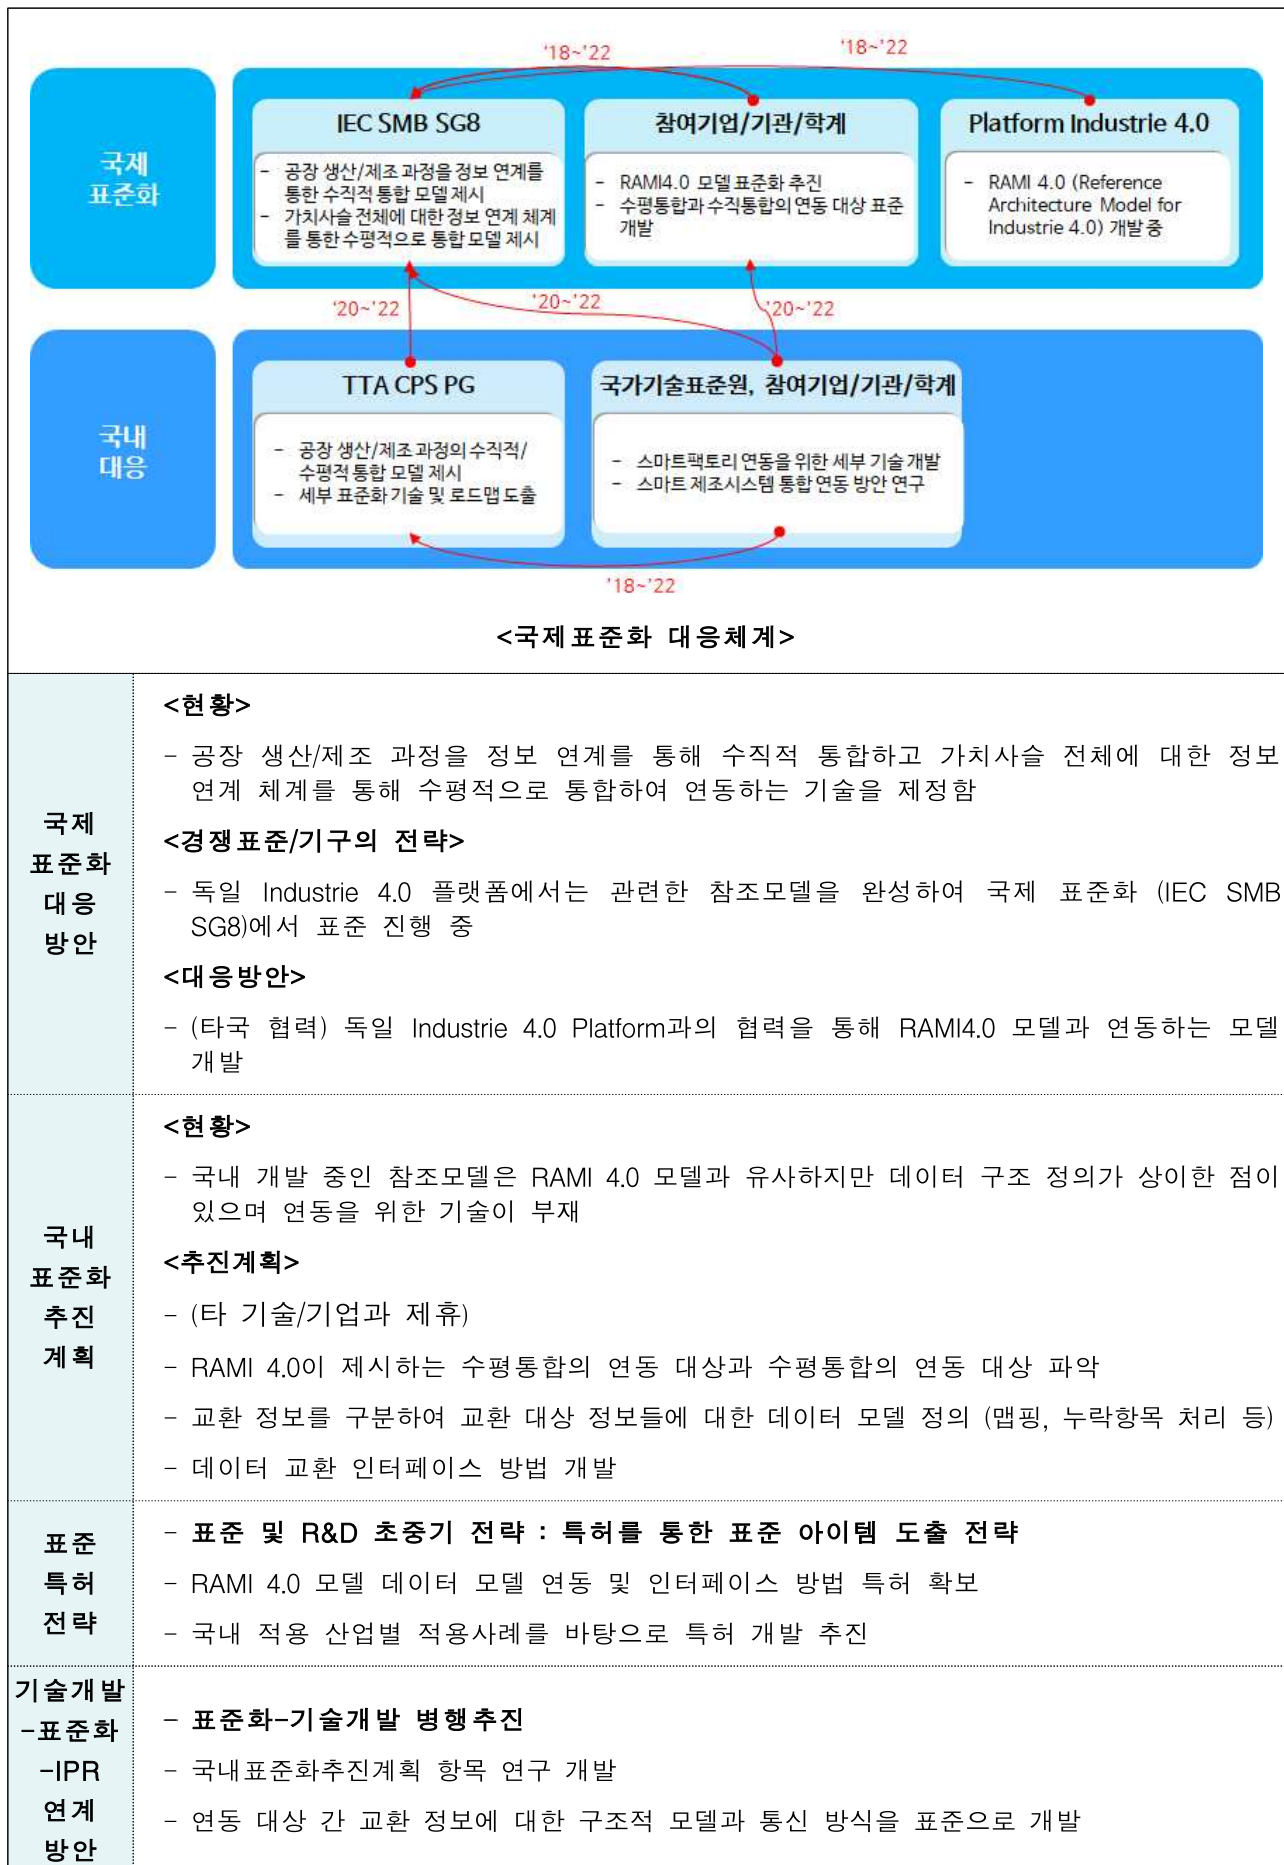 '18~'22
'18~'22
국제
표준화
IEC SMB SG8
- 공장 생산/제조 과정을 정보 연계를
통한 수직적 통합 모델 제시
- 가치사슬 전체에 대한 정보 연계 체계
를 통한 수평적으로 통합 모델 제시
참여기업/기관/학계
- RAMI4.0 모델 표준화 추진
- 수평통합과 수직통합의 연동 대상 표준
개발
Platform Industrie 4.0
- RAMI 4.0 (Reference
Architecture Model for
Industrie 4.0) 개발 중
'20~'22
'20~'22
'20~'22
국내
대응
TTA CPS PG
- 공장 생산/제조 과정의 수직적/
수평적 통합 모델 제시
- 세부 표준화 기술 및 로드맵 도출
국가기술표준원, 참여기업/기관/학계
- 스마트팩토리 연동을 위한 세부 기술 개발
- 스마트 제조시스템 통합 연동 방안 연구
'18~'22
<국제표준화 대응체계>
국제
표준화
대응
방안
<현황>
- 공장 생산/제조 과정을 정보 연계를 통해 수직적 통합하고 가치사슬 전체에 대한 정보
연계 체계를 통해 수평적으로 통합하여 연동하는 기술을 제정함
<경쟁표준/기구의 전략>
- 독일 Industrie 4.0 플랫폼에서는 관련한 참조모델을 완성하여 국제 표준화 (IEC SMB
SG8)에서 표준 진행 중
<대응방안>
- (타국 협력) 독일 Industrie 4.0 Platform과의 협력을 통해 RAMI4.0 모델과 연동하는 모델
개발
국내
표준화
추진
계획
<현황>
- 국내 개발 중인 참조모델은 RAMI 4.0 모델과 유사하지만 데이터 구조 정의가 상이한 점이
있으며 연동을 위한 기술이 부재
<추진계획>
- (타 기술/기업과 제휴)
- RAMI 4.0이 제시하는 수평통합의 연동 대상과 수평통합의 연동 대상 파악
- 교환 정보를 구분하여 교환 대상 정보들에 대한 데이터 모델 정의 (맵핑, 누락항목 처리 등)
- 데이터 교환 인터페이스 방법 개발
표준
특허
전략
- 표준 및 R&D 초중기 전략 : 특허를 통한 표준 아이템 도출 전략
- RAMI 4.0 모델 데이터 모델 연동 및 인터페이스 방법 특허 확보
- 국내 적용 산업별 적용사례를 바탕으로 특허 개발 추진
기술개발
-표준화
-IPR
연계
방안
- 표준화-기술개발 병행추진
- 국내표준화추진계획 항목 연구 개발
- 연동 대상 간 교환 정보에 대한 구조적 모델과 통신 방식을 표준으로 개발